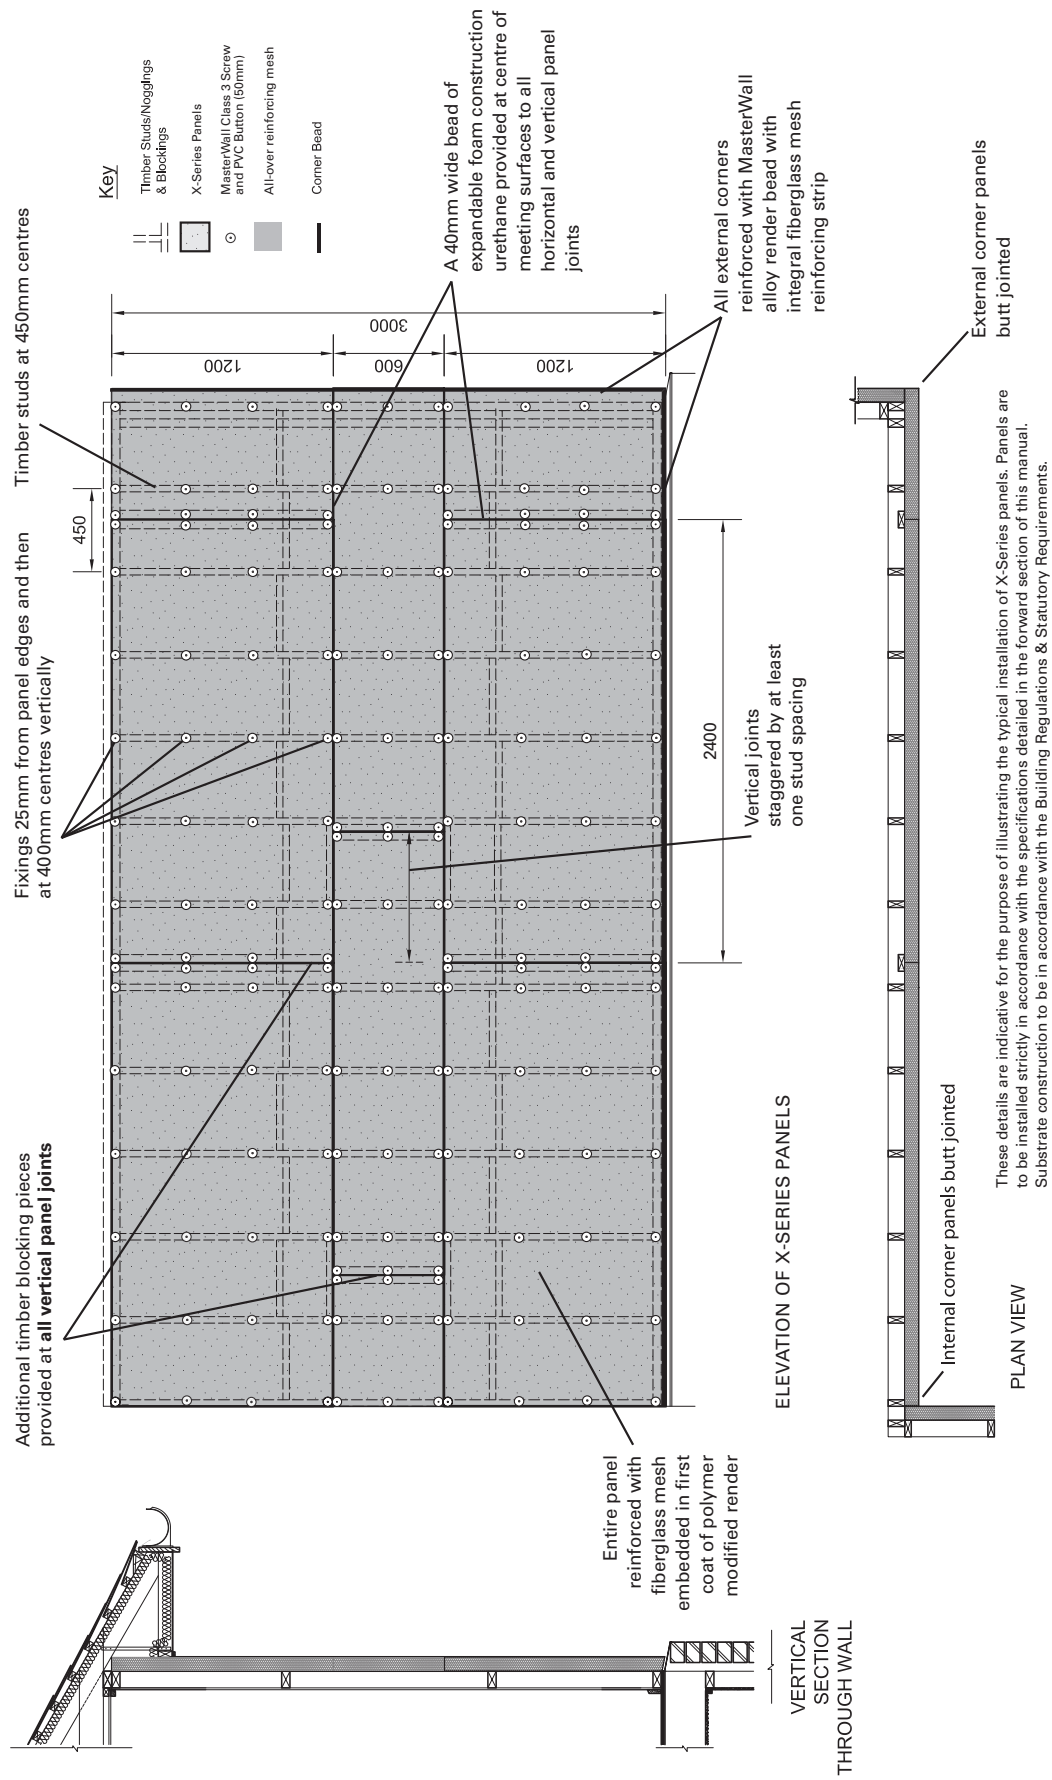 Additional timber blocking pieces
provided at all vertical panel joints
Fixings 25mm from panel edges and then
at 400mm centres vertically
Timber studs at 450mm centres
450
Key
Timber Studs/Noggings
& Blockings
X-Series Panels
MasterWall Class 3 Screw
and PVC Button (50mm)
All-over reinforcing mesh
Corner Bead
1200
600
1200
3000
A 40mm wide bead of
expandable foam construction
urethane provided at centre of
meeting surfaces to all
horizontal and vertical panel
joints
All external corners
reinforced with MasterWall
alloy render bead with
integral fiberglass mesh
reinforcing strip
2400
Vertical joints
staggered by at least
one stud spacing
Entire panel
reinforced with
fiberglass mesh
embedded in first
coat of polymer
modified render
ELEVATION OF X-SERIES PANELS
VERTICAL
SECTION
THROUGH WALL
External corner panels
butt jointed
Internal corner panels butt jointed
PLAN VIEW
These details are indicative for the purpose of illustrating the typical installation of X-Series panels. Panels are
to be installed strictly in accordance with the specifications detailed in the forward section of this manual.
Substrate construction to be in accordance with the Building Regulations & Statutory Requirements.